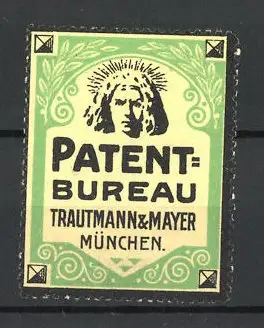 PATENT=
BUREAU
TRAUTMANN & MAYER
MÜNCHEN.